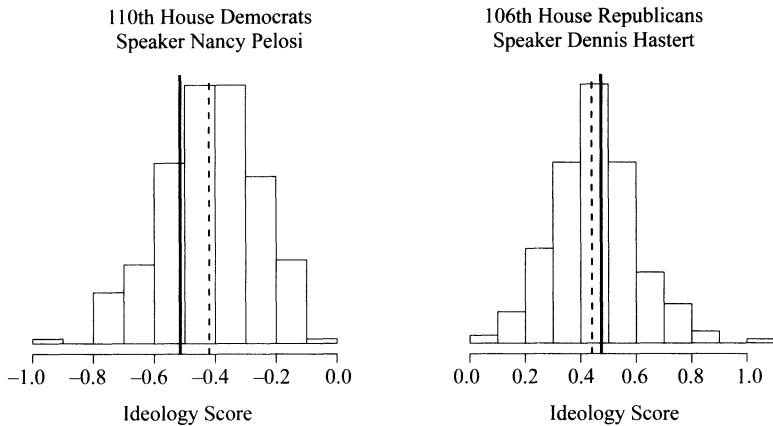 110th House Democrats
Speaker Nancy Pelosi
−1.0 −0.8 −0.6 −0.4 −0.2 0.0
Ideology Score
106th House Republicans
Speaker Dennis Hastert
0.0 0.2 0.4 0.6 0.8 1.0
Ideology Score